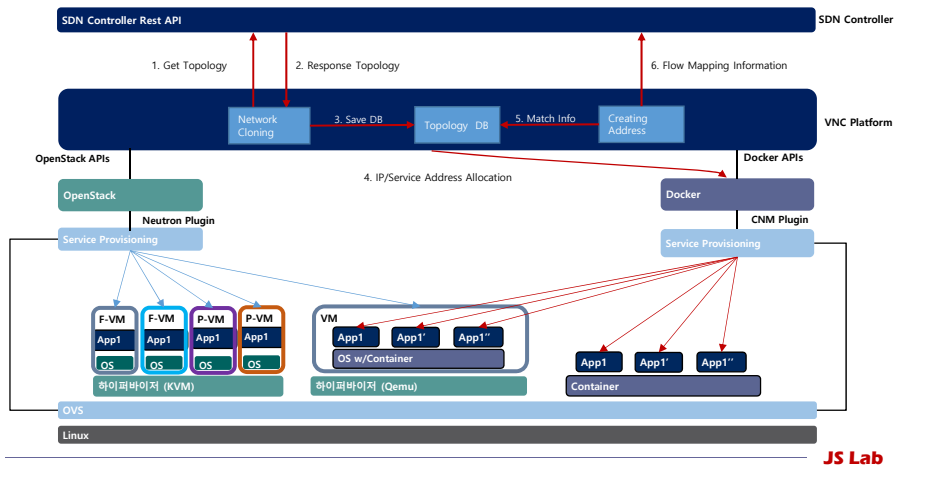 SDN Controller Rest API
SDN Controller
1. Get Topology
2. Response Topology
6. Flow Mapping Information
Network
Cloning
3. Save DB
Topology DB
5. Match Info
Creating
Address
VNC Platform
OpenStack APIs
Docker APIs
4. IP/Service Address Allocation
OpenStack
Docker
Neutron Plugin
CNM Plugin
Service Provisioning
Service Provisioning
F-VM
F-VM
P-VM
P-VM
VM
App1
App1
App1
App1
App1
App1′
App1′′
OS
OS
OS
OS
OS w/Container
App1
App1′
App1′′
하이퍼바이저 (KVM)
하이퍼바이저 (Qemu)
Container
OVS
Linux
JS Lab